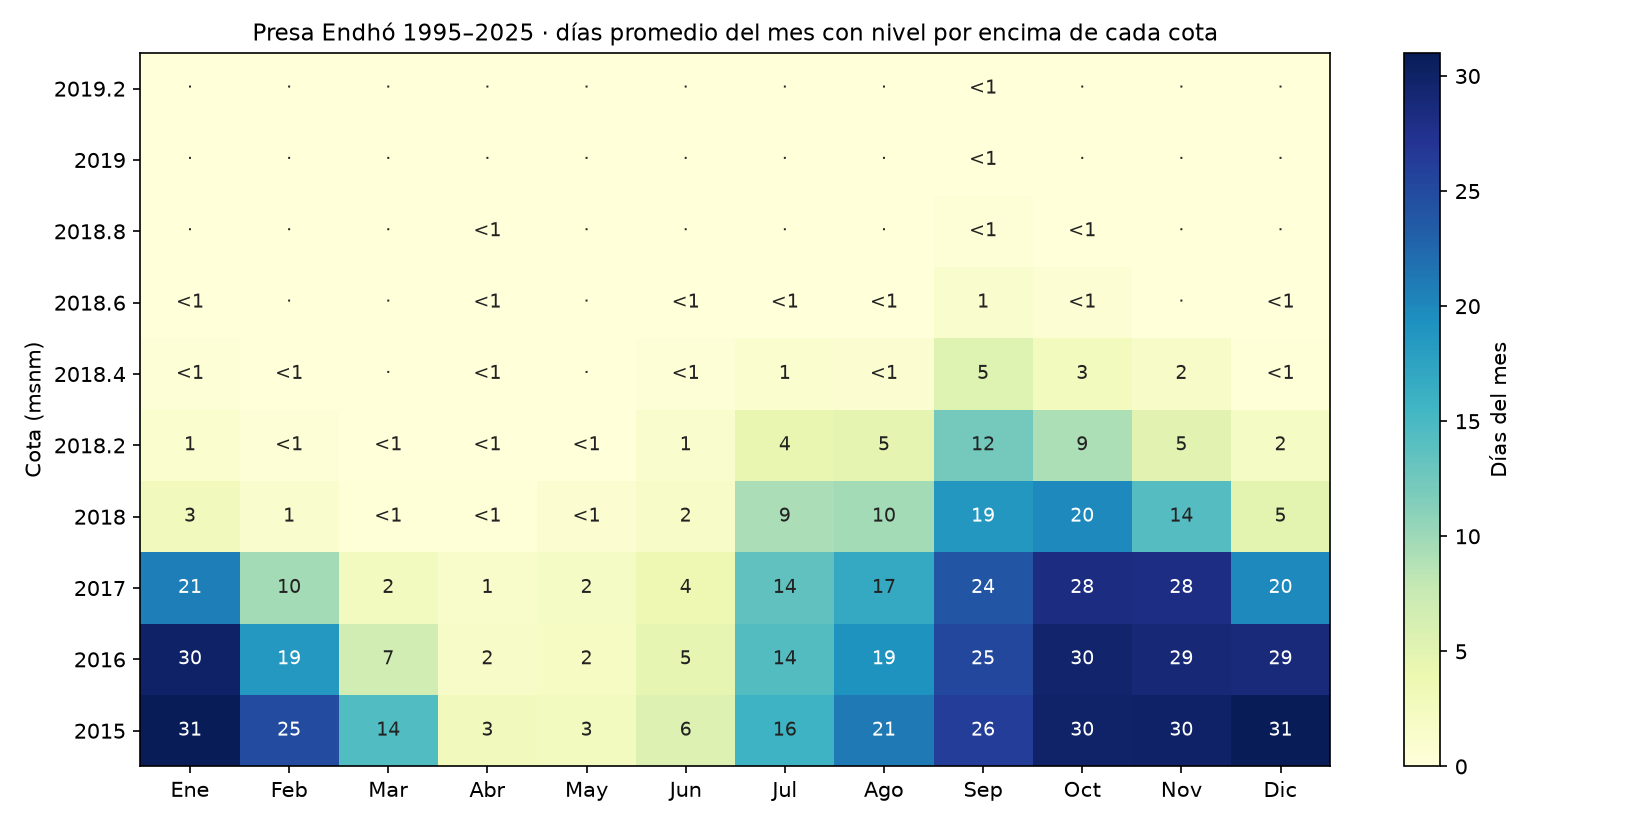 Presa Endhó 1995–2025 · días promedio del mes con nivel por encima de cada cota
2019.2 · · · · · · · · <1 · · ·
2019 · · · · · · · · <1 · · ·
2018.8 · · · <1 · · · · <1 <1 · ·
2018.6 <1 · · <1 · <1 <1 <1 1 <1 · <1
2018.4 <1 <1 · <1 · <1 1 <1 5 3 2 <1
2018.2 1 <1 <1 <1 <1 1 4 5 12 9 5 2
2018 3 1 <1 <1 <1 2 9 10 19 20 14 5
2017 21 10 2 1 2 4 14 17 24 28 28 20
2016 30 19 7 2 2 5 14 19 25 30 29 29
2015 31 25 14 3 3 6 16 21 26 30 30 31
Ene Feb Mar Abr May Jun Jul Ago Sep Oct Nov Dic
Cota (msnm)
30
25
20
15
10
5
0
Días del mes